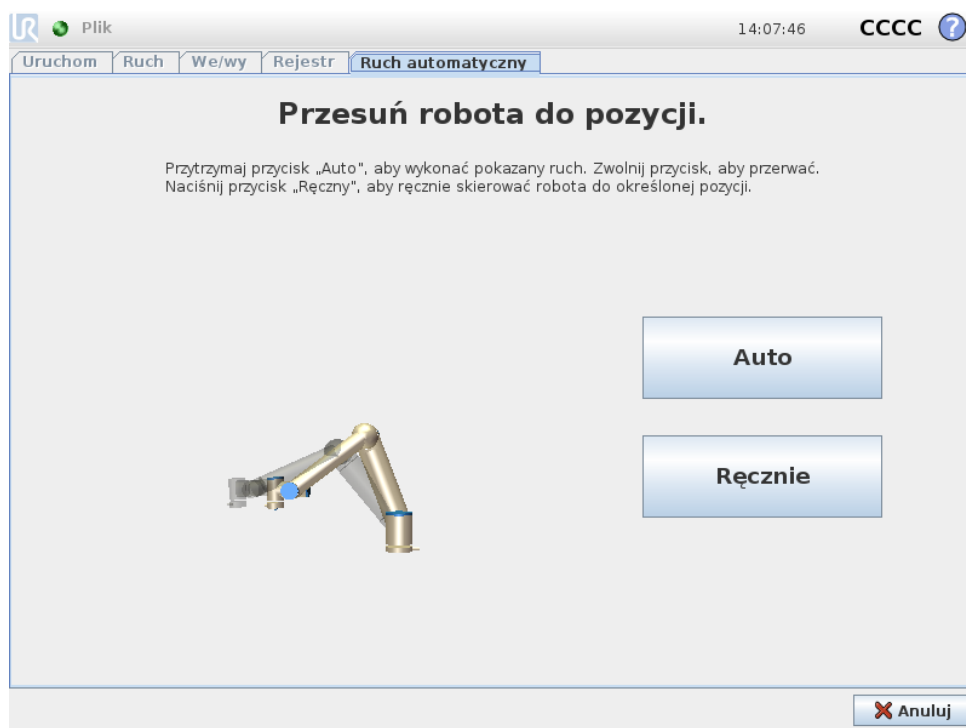 UR Plik 14:07:46 CCCC ?
Uruchom Ruch We/wy Rejestr Ruch automatyczny
Przesuń robota do pozycji.
Przytrzymaj przycisk „Auto”, aby wykonać pokazany ruch. Zwolnij przycisk, aby przerwać.
Naciśnij przycisk „Ręczny”, aby ręcznie skierować robota do określonej pozycji.
Auto
Ręcznie
Anuluj